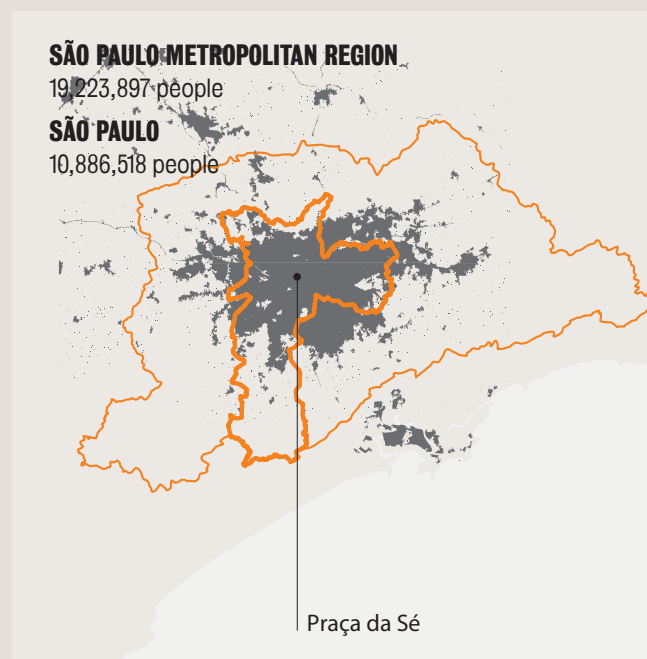 SÃO PAULO METROPOLITAN REGION
19,223,897 people
SÃO PAULO
10,886,518 people
Praça da Sé